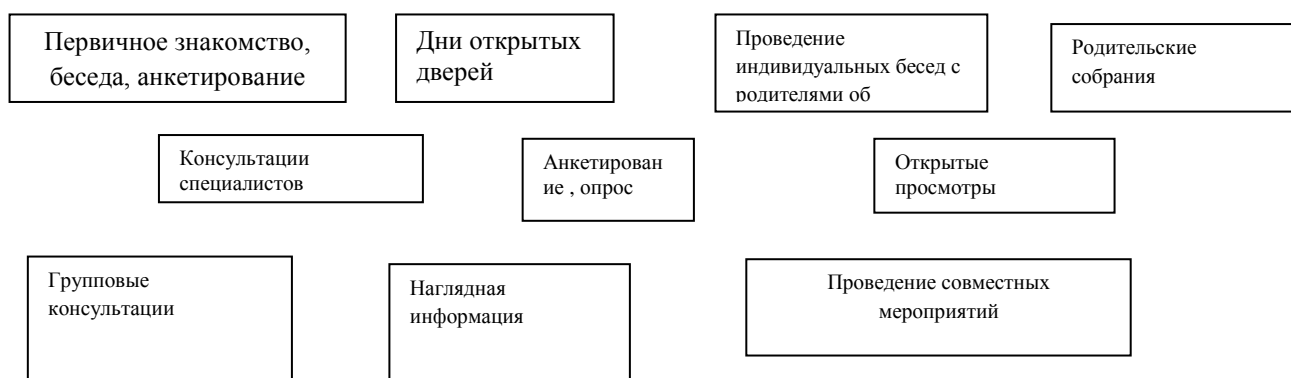 Первичное знакомство,
беседа, анкетирование
Дни открытых
дверей
Проведение
индивидуальных бесед с
родителями об
Родительские
собрания
Консультации
специалистов
Анкетирован
ие , опрос
Открытые
просмотры
Групповые
консультации
Наглядная
информация
Проведение совместных
мероприятий